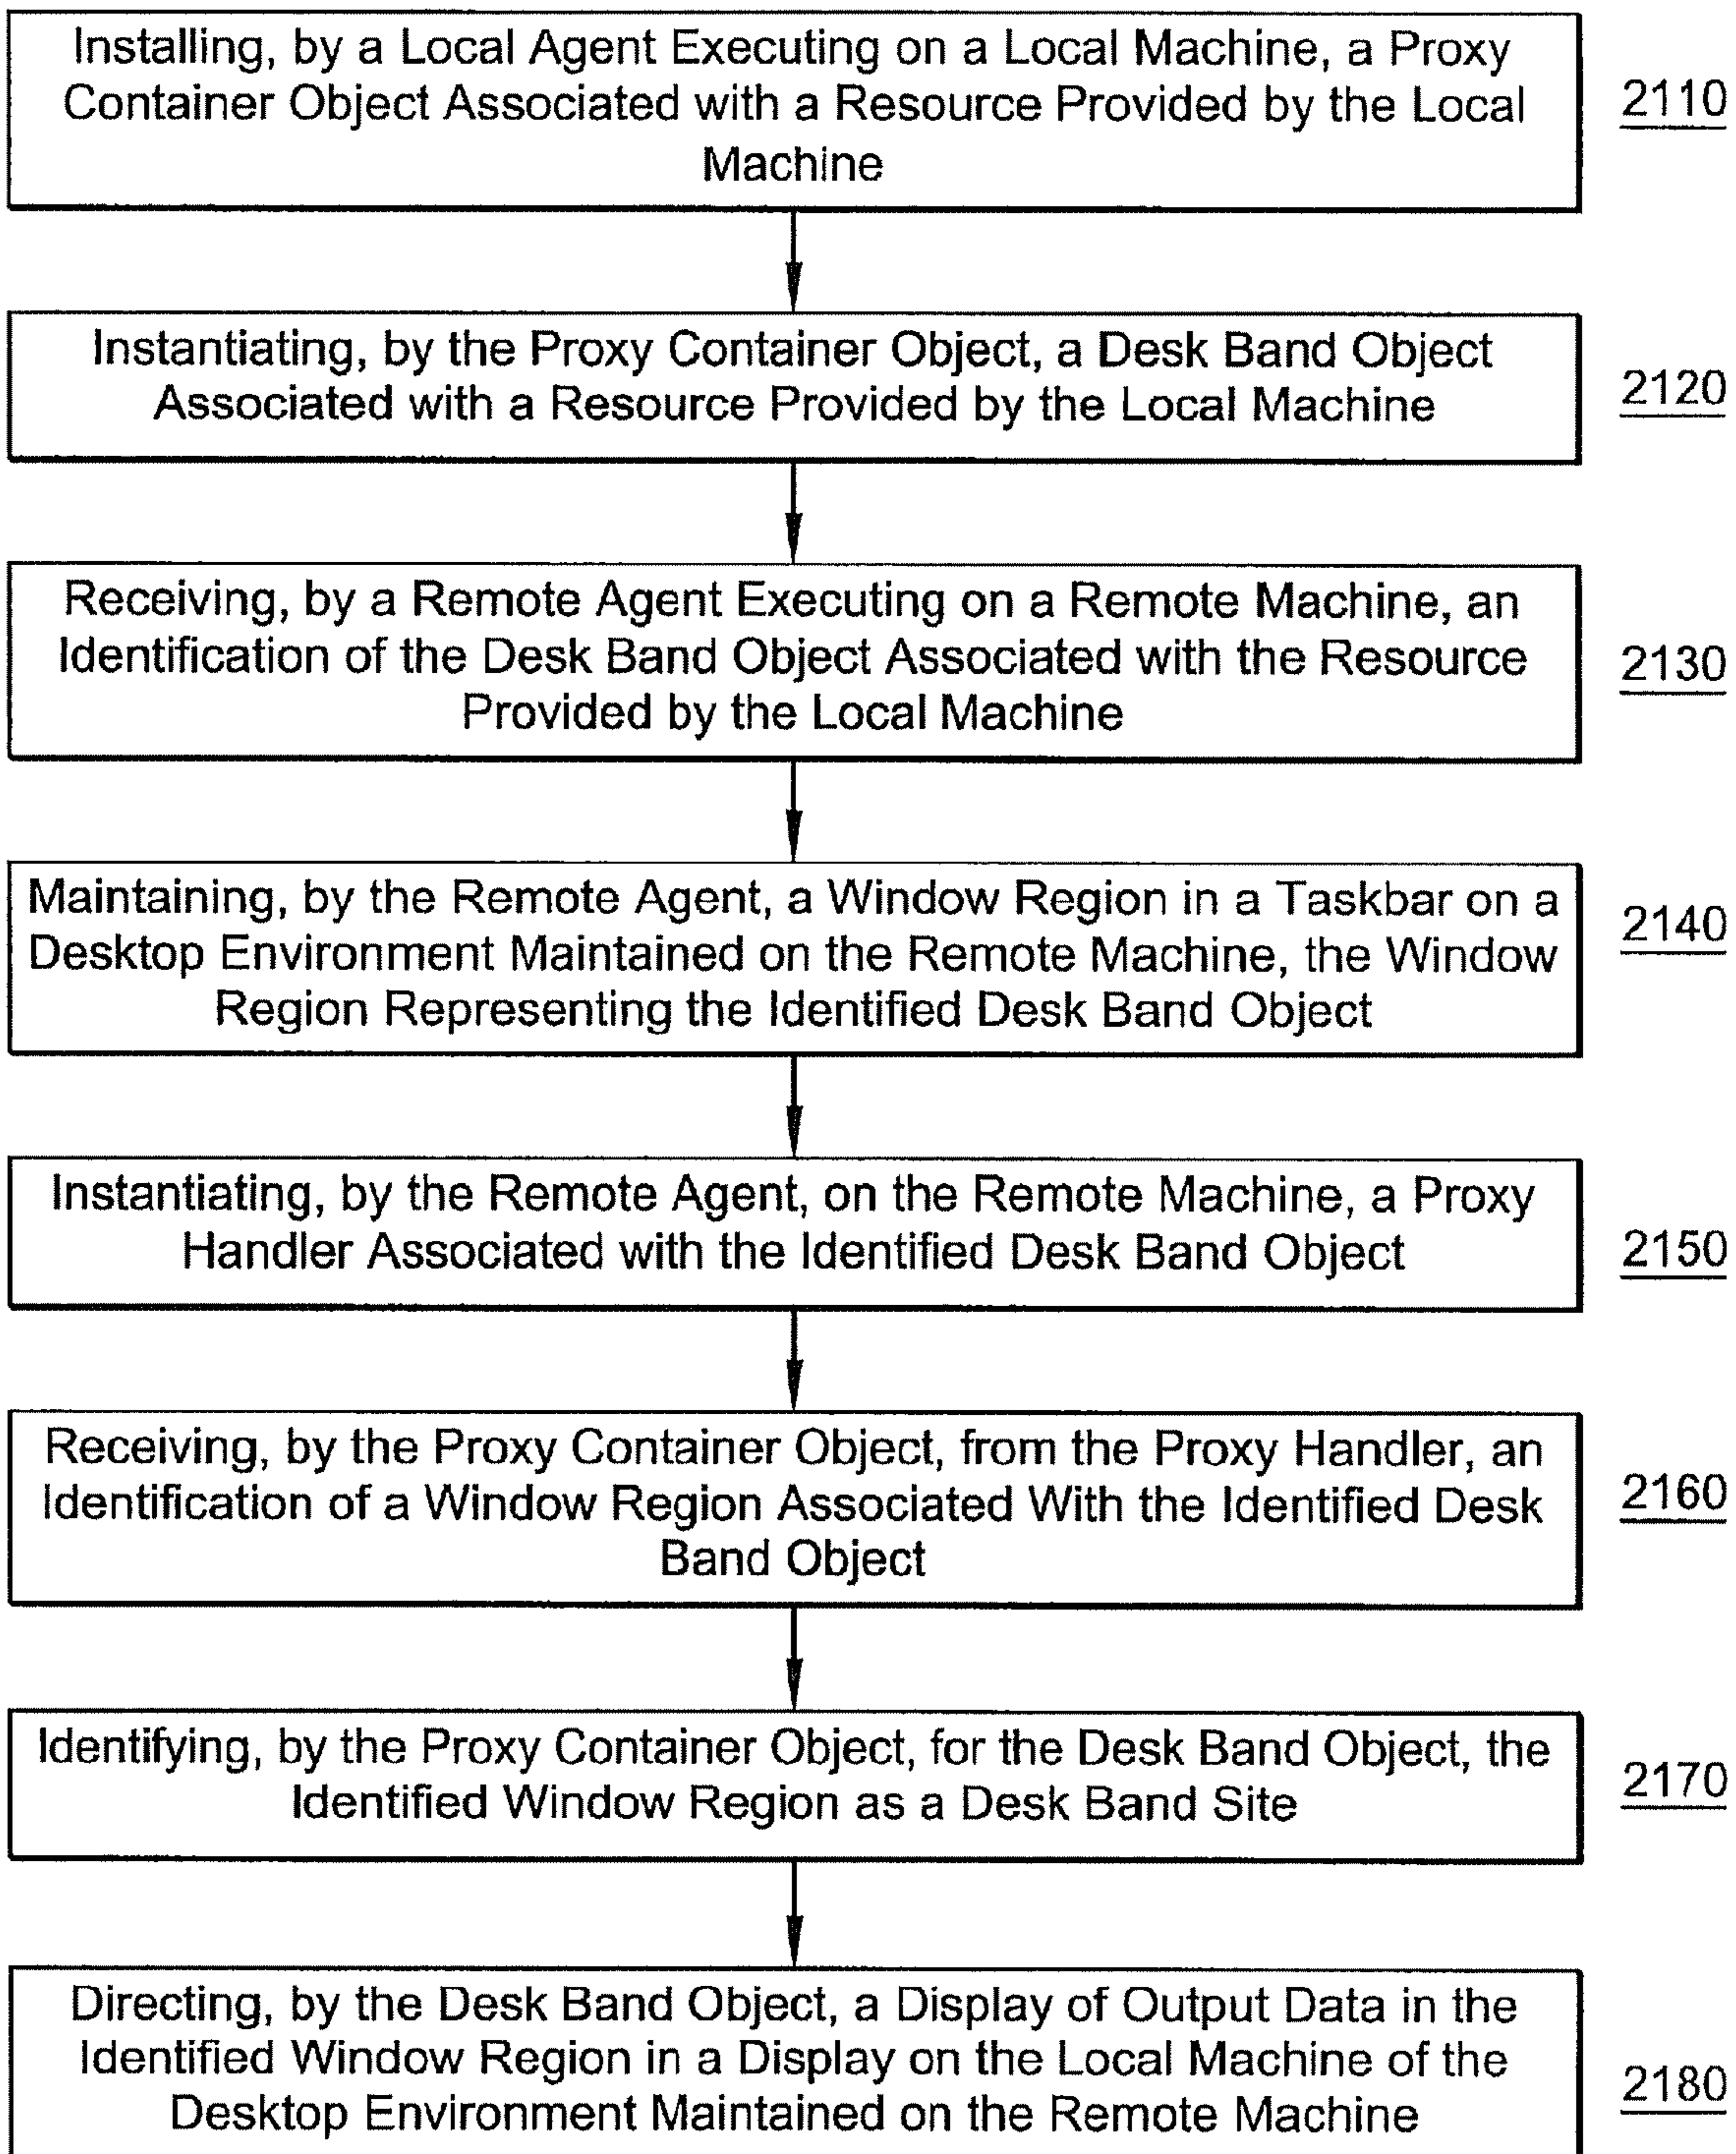 Installing, by a Local Agent Executing on a Local Machine, a Proxy
Container Object Associated with a Resource Provided by the Local
Machine
2110
Instantiating, by the Proxy Container Object, a Desk Band Object
Associated with a Resource Provided by the Local Machine
2120
Receiving, by a Remote Agent Executing on a Remote Machine, an
Identification of the Desk Band Object Associated with the Resource
Provided by the Local Machine
2130
Maintaining, by the Remote Agent, a Window Region in a Taskbar on a
Desktop Environment Maintained on the Remote Machine, the Window
Region Representing the Identified Desk Band Object
2140
Instantiating, by the Remote Agent, on the Remote Machine, a Proxy
Handler Associated with the Identified Desk Band Object
2150
Receiving, by the Proxy Container Object, from the Proxy Handler, an
Identification of a Window Region Associated With the Identified Desk
Band Object
2160
Identifying, by the Proxy Container Object, for the Desk Band Object, the
Identified Window Region as a Desk Band Site
2170
Directing, by the Desk Band Object, a Display of Output Data in the
Identified Window Region in a Display on the Local Machine of the
Desktop Environment Maintained on the Remote Machine
2180